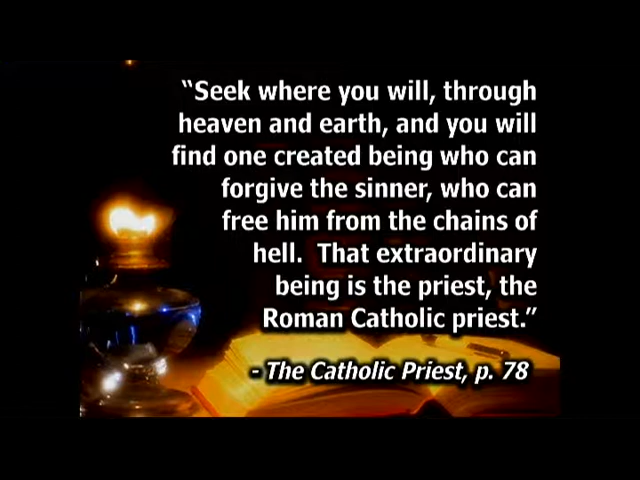 “Seek where you will, through
heaven and earth, and you will
find one created being who can
forgive the sinner, who can
free him from the chains of
hell.  That extraordinary
being is the priest, the
Roman Catholic priest.”
- The Catholic Priest, p. 78